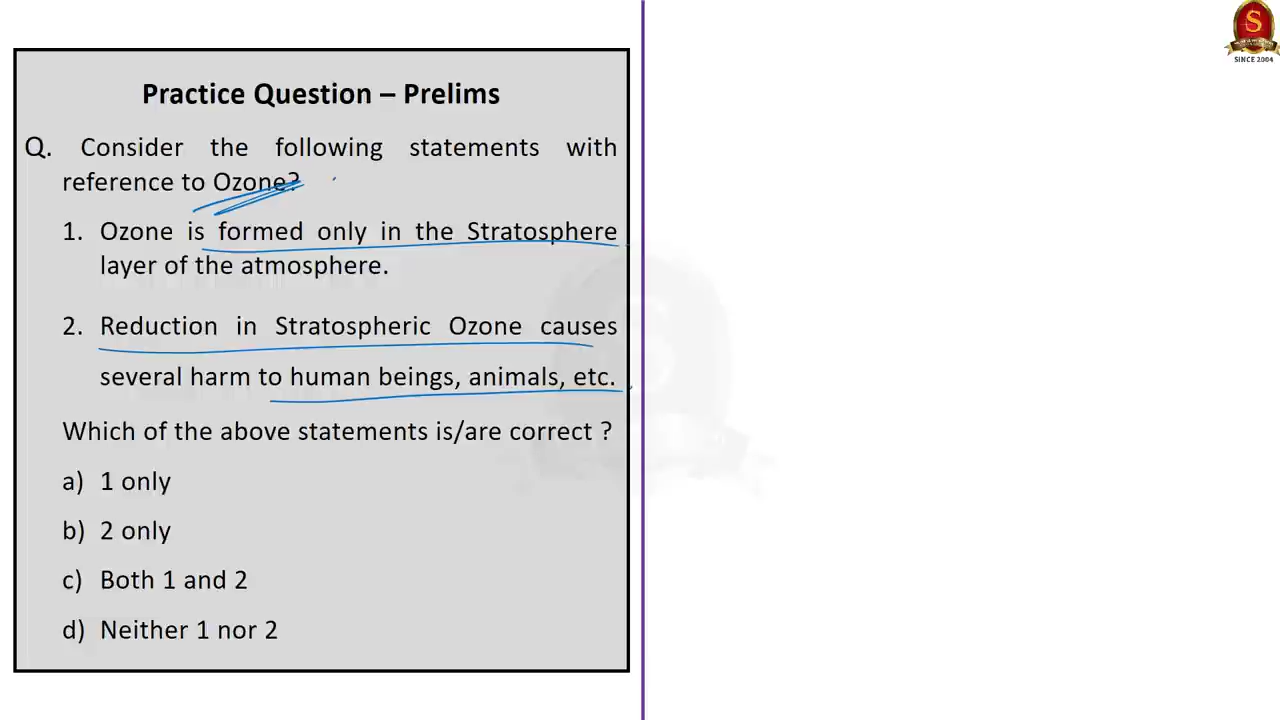 Practice Question – Prelims
Q. Consider the following statements with
reference to Ozone?
1. Ozone is formed only in the Stratosphere
layer of the atmosphere.
2. Reduction in Stratospheric Ozone causes
several harm to human beings, animals, etc.
Which of the above statements is/are correct ?
a) 1 only
b) 2 only
c) Both 1 and 2
d) Neither 1 nor 2
S
SINCE 2004